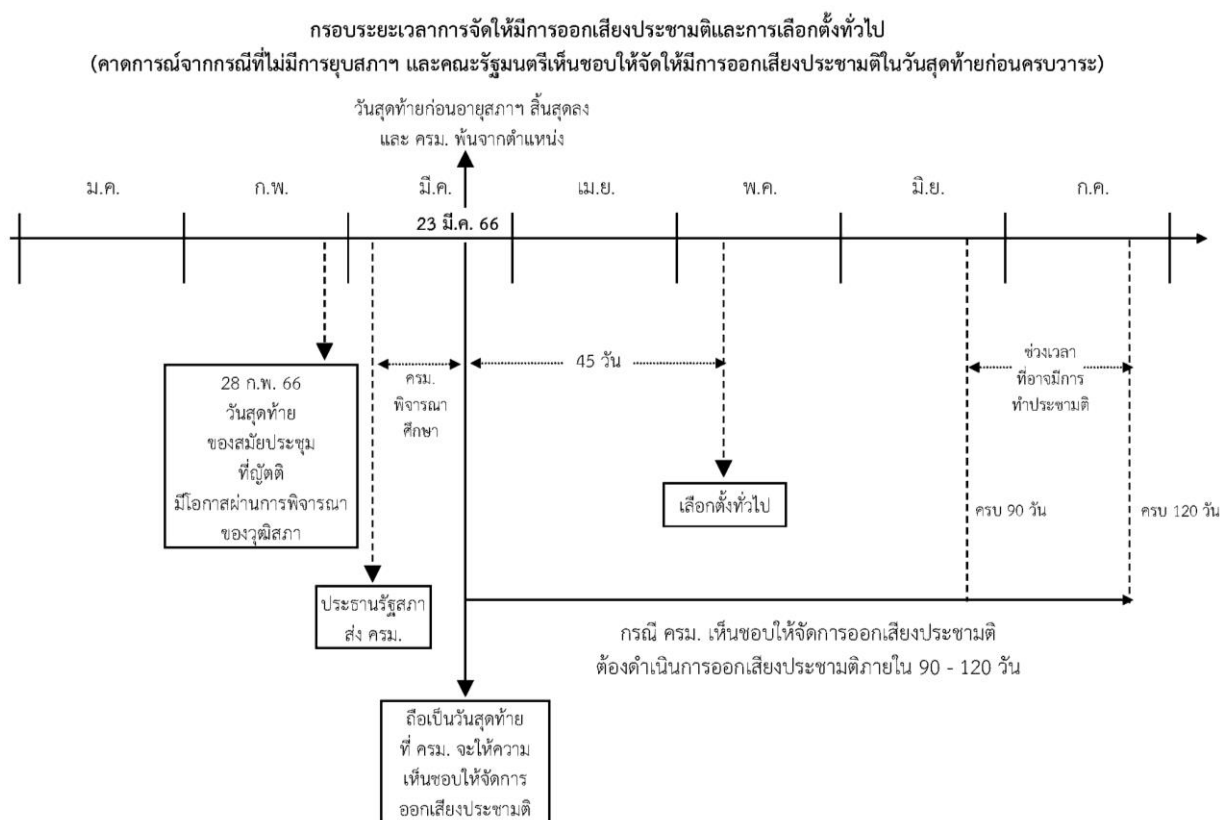 กรอบระยะเวลาการจัดให้มีการออกเสียงประชามติและการเลือกตั้งทั่วไป
(คาดการณ์จากกรณีที่ไม่มีการยุบสภาฯ และคณะรัฐมนตรีเห็นชอบให้จัดให้มีการออกเสียงประชามติในวันสุดท้ายก่อนครบวาระ)
วันสุดท้ายก่อนอายุสภาฯ สิ้นสุดลง
และ ครม. พ้นจากตำแหน่ง
ม.ค.
ก.พ.
มี.ค.
เม.ย.
พ.ค.
มิ.ย.
ก.ค.
23 มี.ค. 66
28 ก.พ. 66
วันสุดท้าย
ของสมัยประชุม
ที่ญัตติ
มีโอกาสผ่านการพิจารณา
ของวุฒิสภา
ครม.
พิจารณา
ศึกษา
45 วัน
ช่วงเวลา
ที่อาจมีการ
ทำประชามติ
เลือกตั้งทั่วไป
ครบ 90 วัน
ครบ 120 วัน
ประธานรัฐสภา
ส่ง ครม.
กรณี ครม. เห็นชอบให้จัดการออกเสียงประชามติ
ต้องดำเนินการออกเสียงประชามติภายใน 90 - 120 วัน
ถือเป็นวันสุดท้าย
ที่ ครม. จะให้ความ
เห็นชอบให้จัดการ
ออกเสียงประชามติ